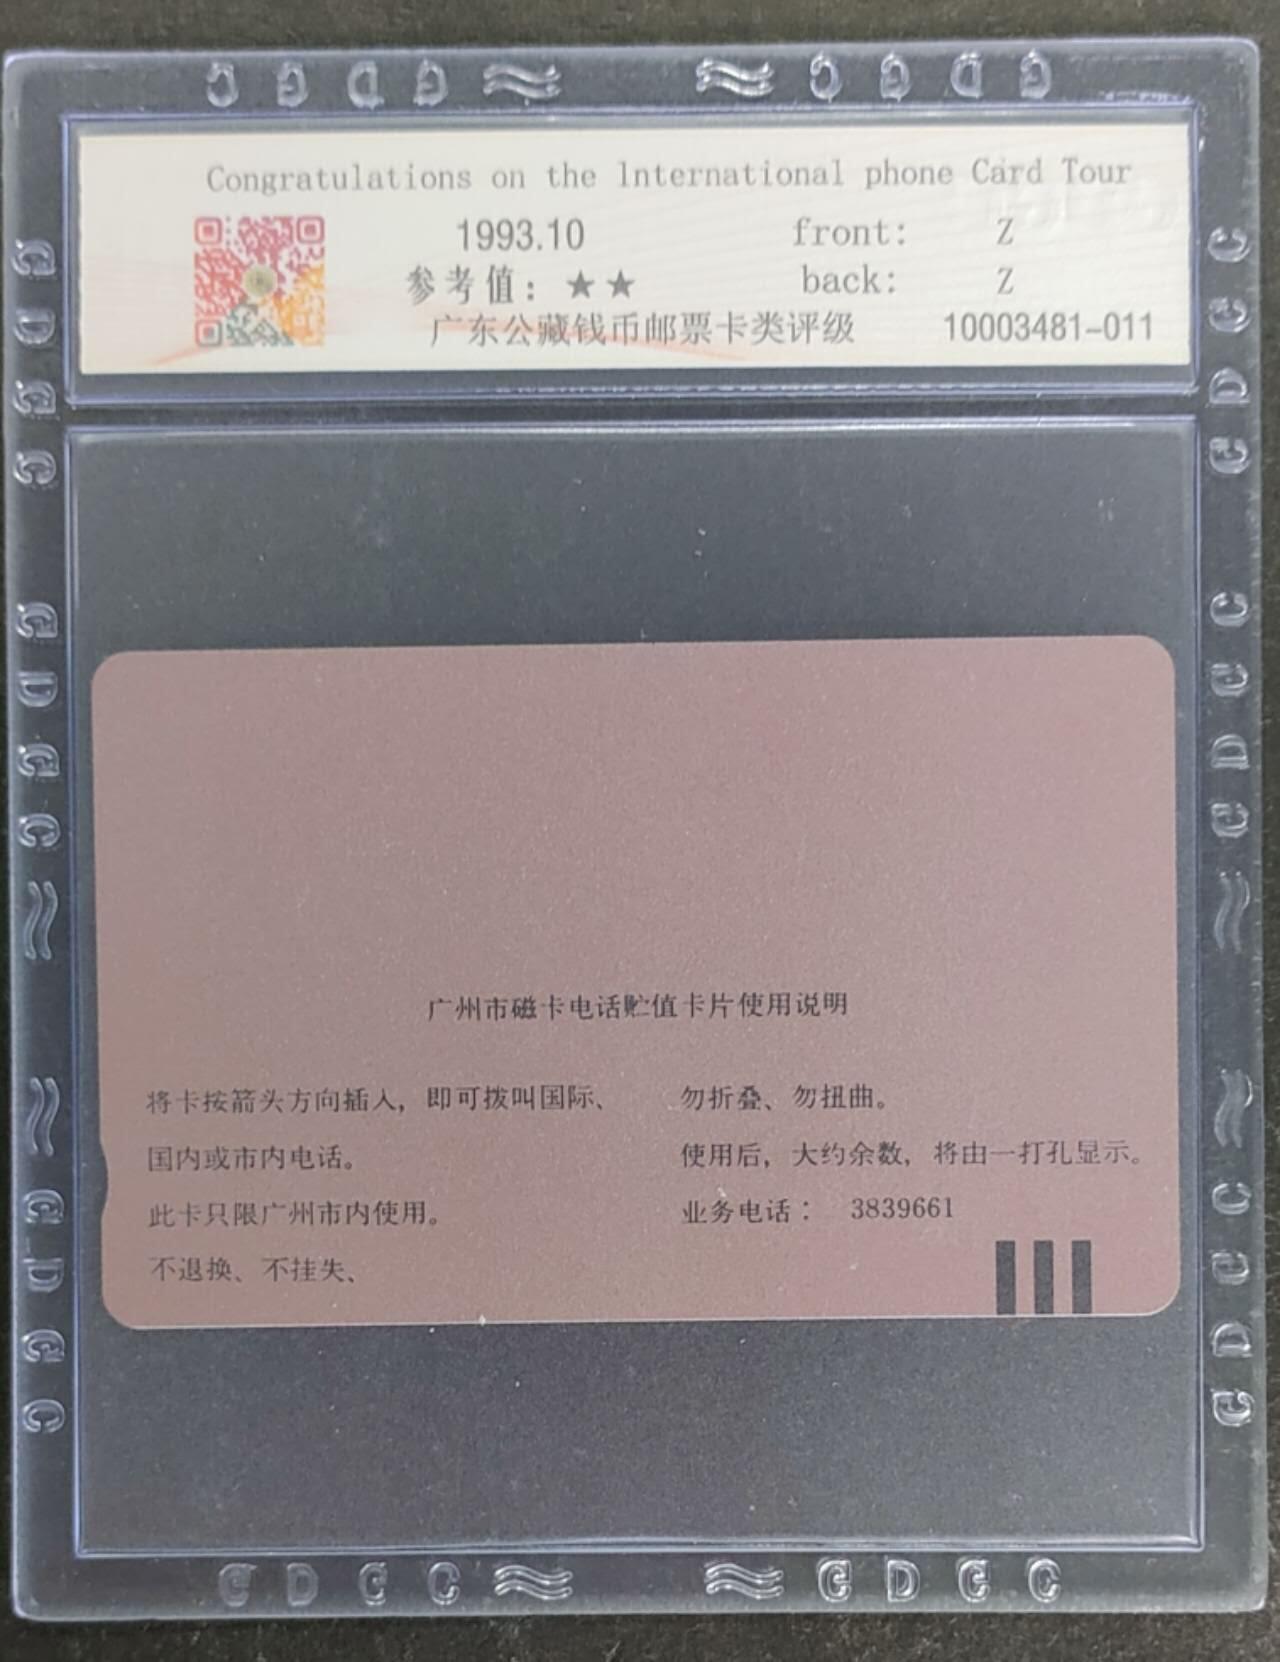 G D G C
C G D G
Congratulations on the lnternational phone Card Tour
1993.10
front: Z
参考值：★★
back: Z
广东公藏钱币邮票卡类评级
10003481-011
G D G C
G D G C
G D G C
C G D G
C G D G
C G D G
广州市磁卡电话贮值卡片使用说明
将卡按箭头方向插入，即可拨叫国际、
国内或市内电话。
此卡只限广州市内使用。
不退换、不挂失、
勿折叠、勿扭曲。
使用后，大约余数，将由一打孔显示。
业务电话： 3839661
G D G C
G D G C